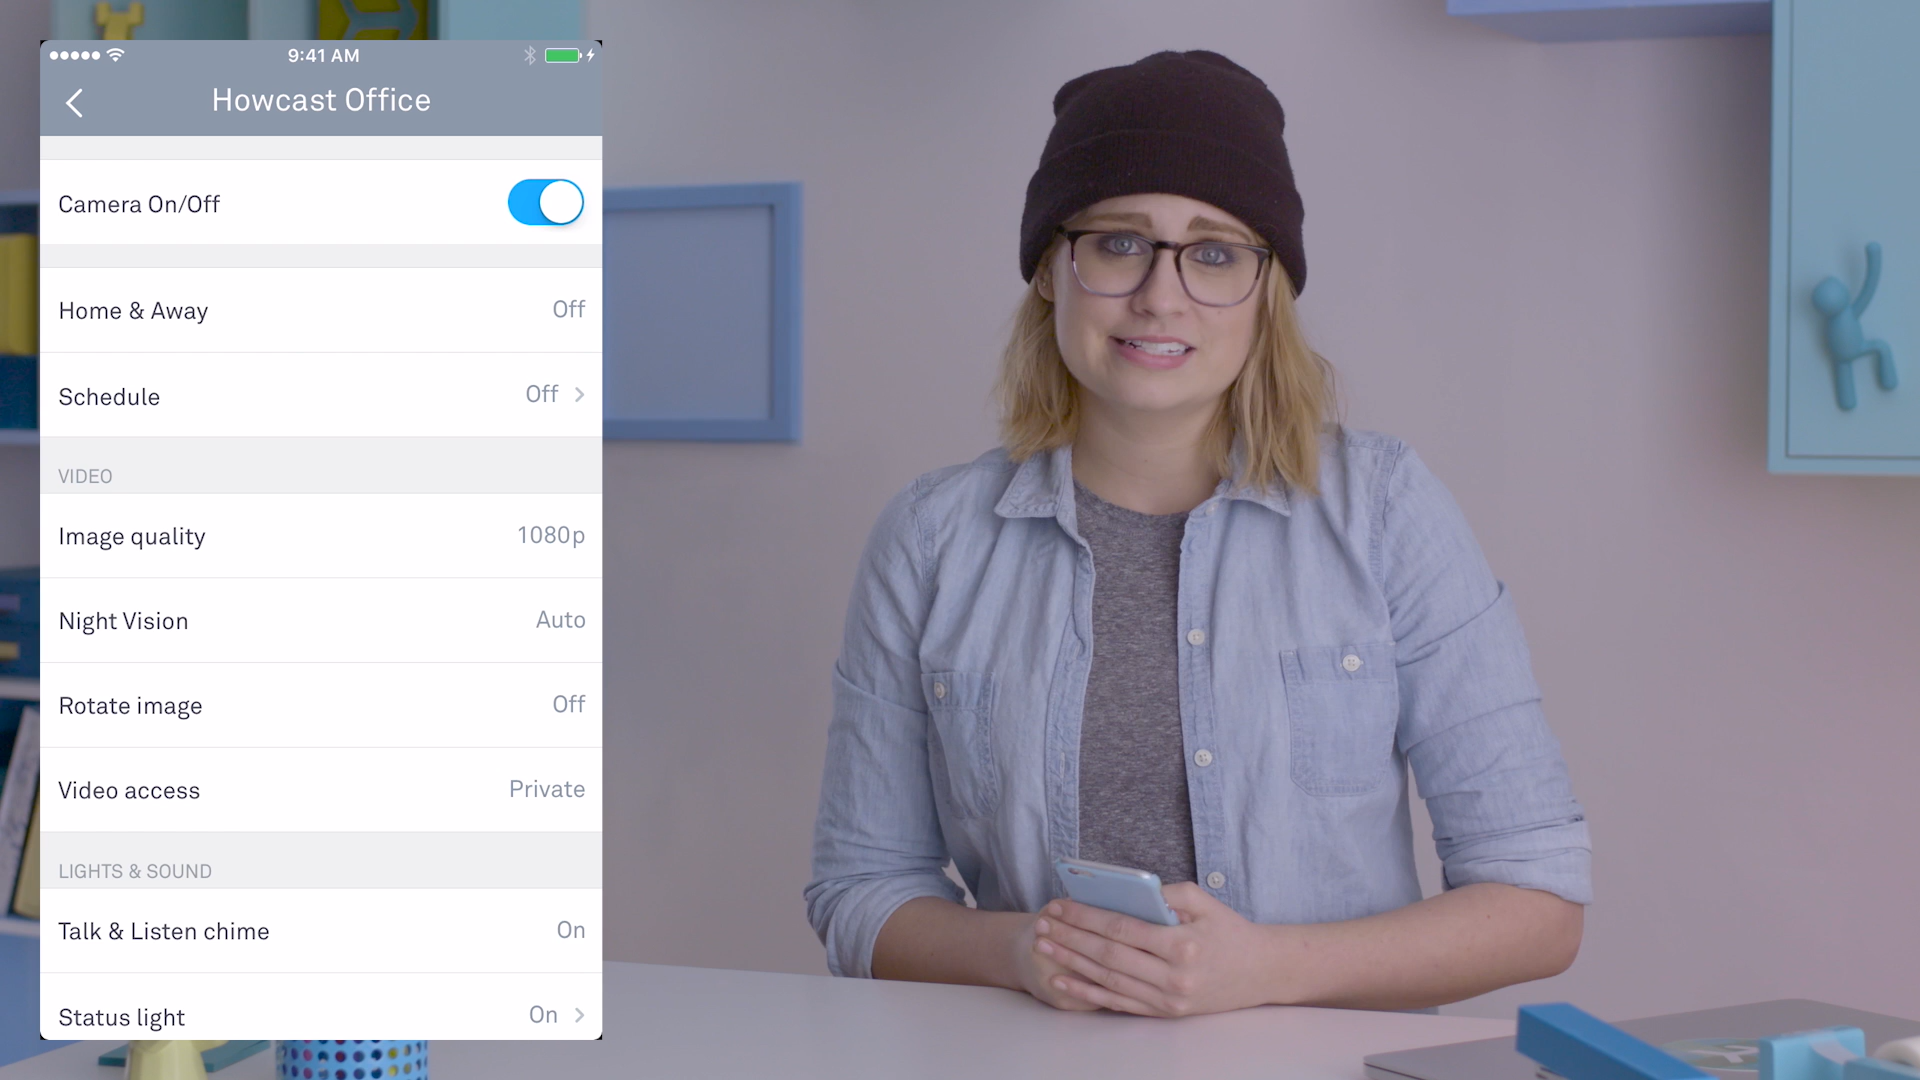 9:41 AM
Howcast Office
Camera On/Off
Home & Away Off
Schedule Off
VIDEO
Image quality 1080p
Night Vision Auto
Rotate image Off
Video access Private
LIGHTS & SOUND
Talk & Listen chime On
Status light On